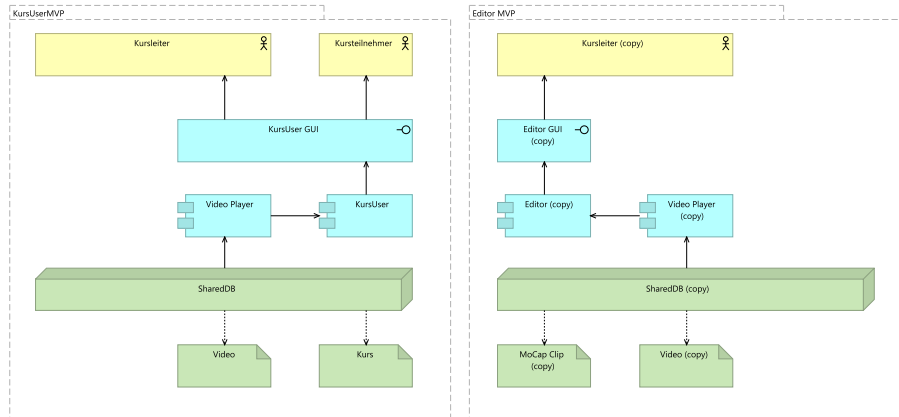 KursUserMVP
Kursleiter
Kursteilnehmer
KursUser GUI
Video Player
KursUser
SharedDB
Video
Kurs
Editor MVP
Kursleiter (copy)
Editor GUI
(copy)
Editor (copy)
Video Player
(copy)
SharedDB (copy)
MoCap Clip
(copy)
Video (copy)